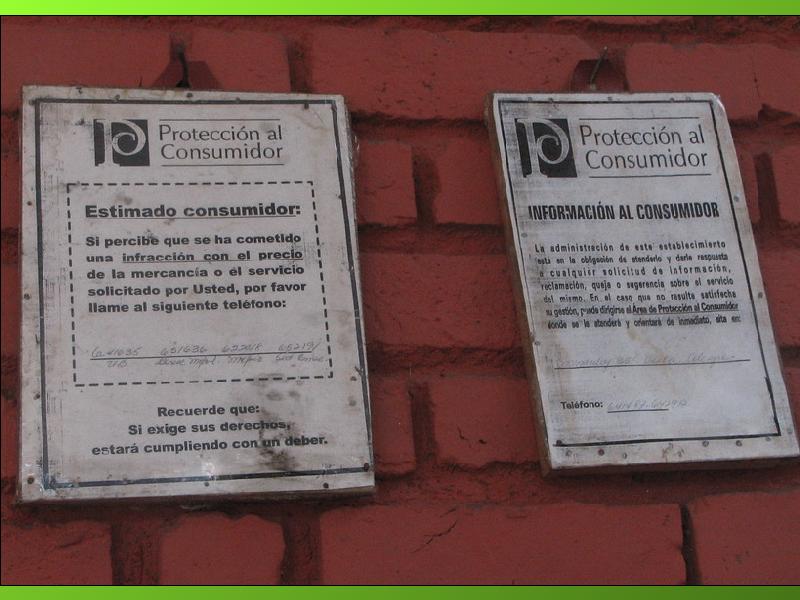 Protección al
Consumidor
Estimado consumidor:
Si percibe que se ha cometido
una infracción con el precio
de la mercancía o el servicio
solicitado por Usted, por favor
llame al siguiente teléfono:
Recuerde que:
Si exige sus derechos,
estará cumpliendo con un deber.
Protección al
Consumidor
INFORMACIÓN AL CONSUMIDOR
La administración de este establecimiento
está en la obligación de atenderlo y darle respuesta
a cualquier solicitud de información,
reclamación, queja o sugerencia sobre el servicio
del mismo. En el caso que no resulte satisfecha
su gestión, puede dirigirse al Area de Protección al Consumidor
donde se le atenderá y orientará de inmediato, sita en:
Teléfono: